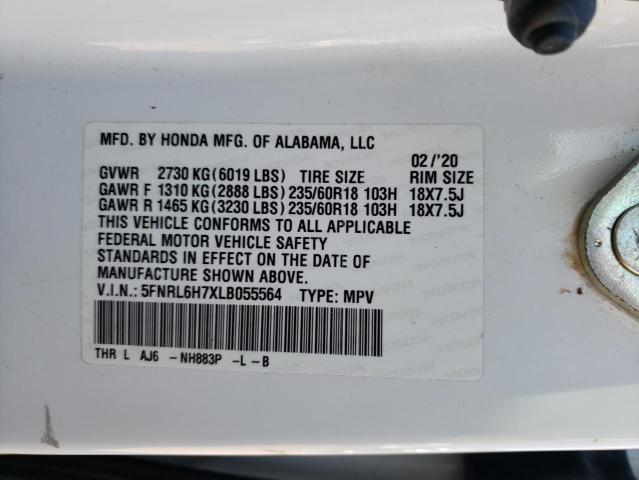 MFD. BY HONDA MFG. OF ALABAMA, LLC 02 /'20
GVWR 2730 KG(6019 LBS) TIRE SIZE RIM SIZE
GAWR F 1310 KG(2888 LBS) 235/60R18 103H 18X7.5J
GAWR R 1465 KG(3230 LBS) 235/60R18 103H 18X7.5J
THIS VEHICLE CONFORMS TO ALL APPLICABLE
FEDERAL MOTOR VEHICLE SAFETY
STANDARDS IN EFFECT ON THE DATE OF
MANUFACTURE SHOWN ABOVE.
V.I.N.: 5FNRL6H7XLB055564 TYPE: MPV
THR L AJ6 -NH883P -L-B